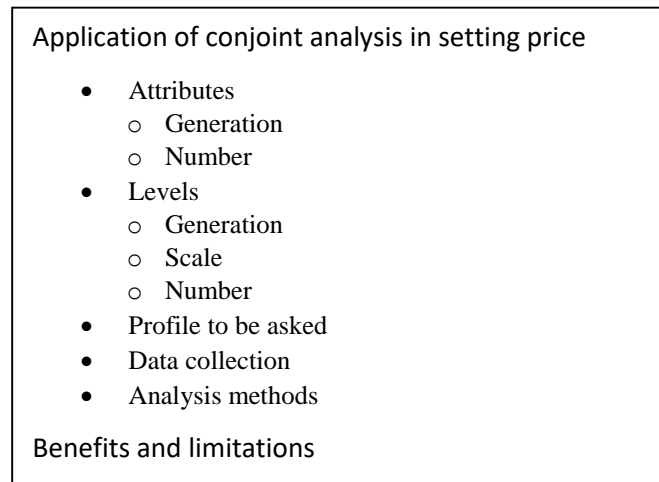 Application of conjoint analysis in setting price
• Attributes
o Generation
o Number
• Levels
o Generation
o Scale
o Number
• Profile to be asked
• Data collection
• Analysis methods
Benefits and limitations